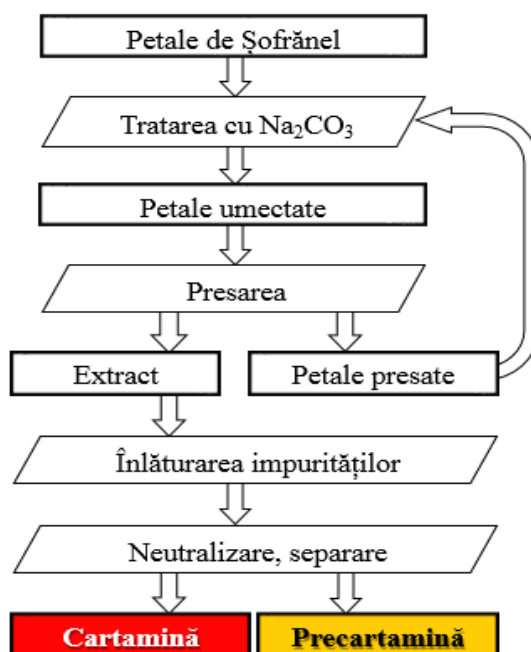 Petale de Șofrănel
Tratarea cu Na₂CO₃
Petale umectate
Presarea
Extract
Petale presate
Înlăturarea impurităților
Neutralizare, separare
Cartamină
Precartamină